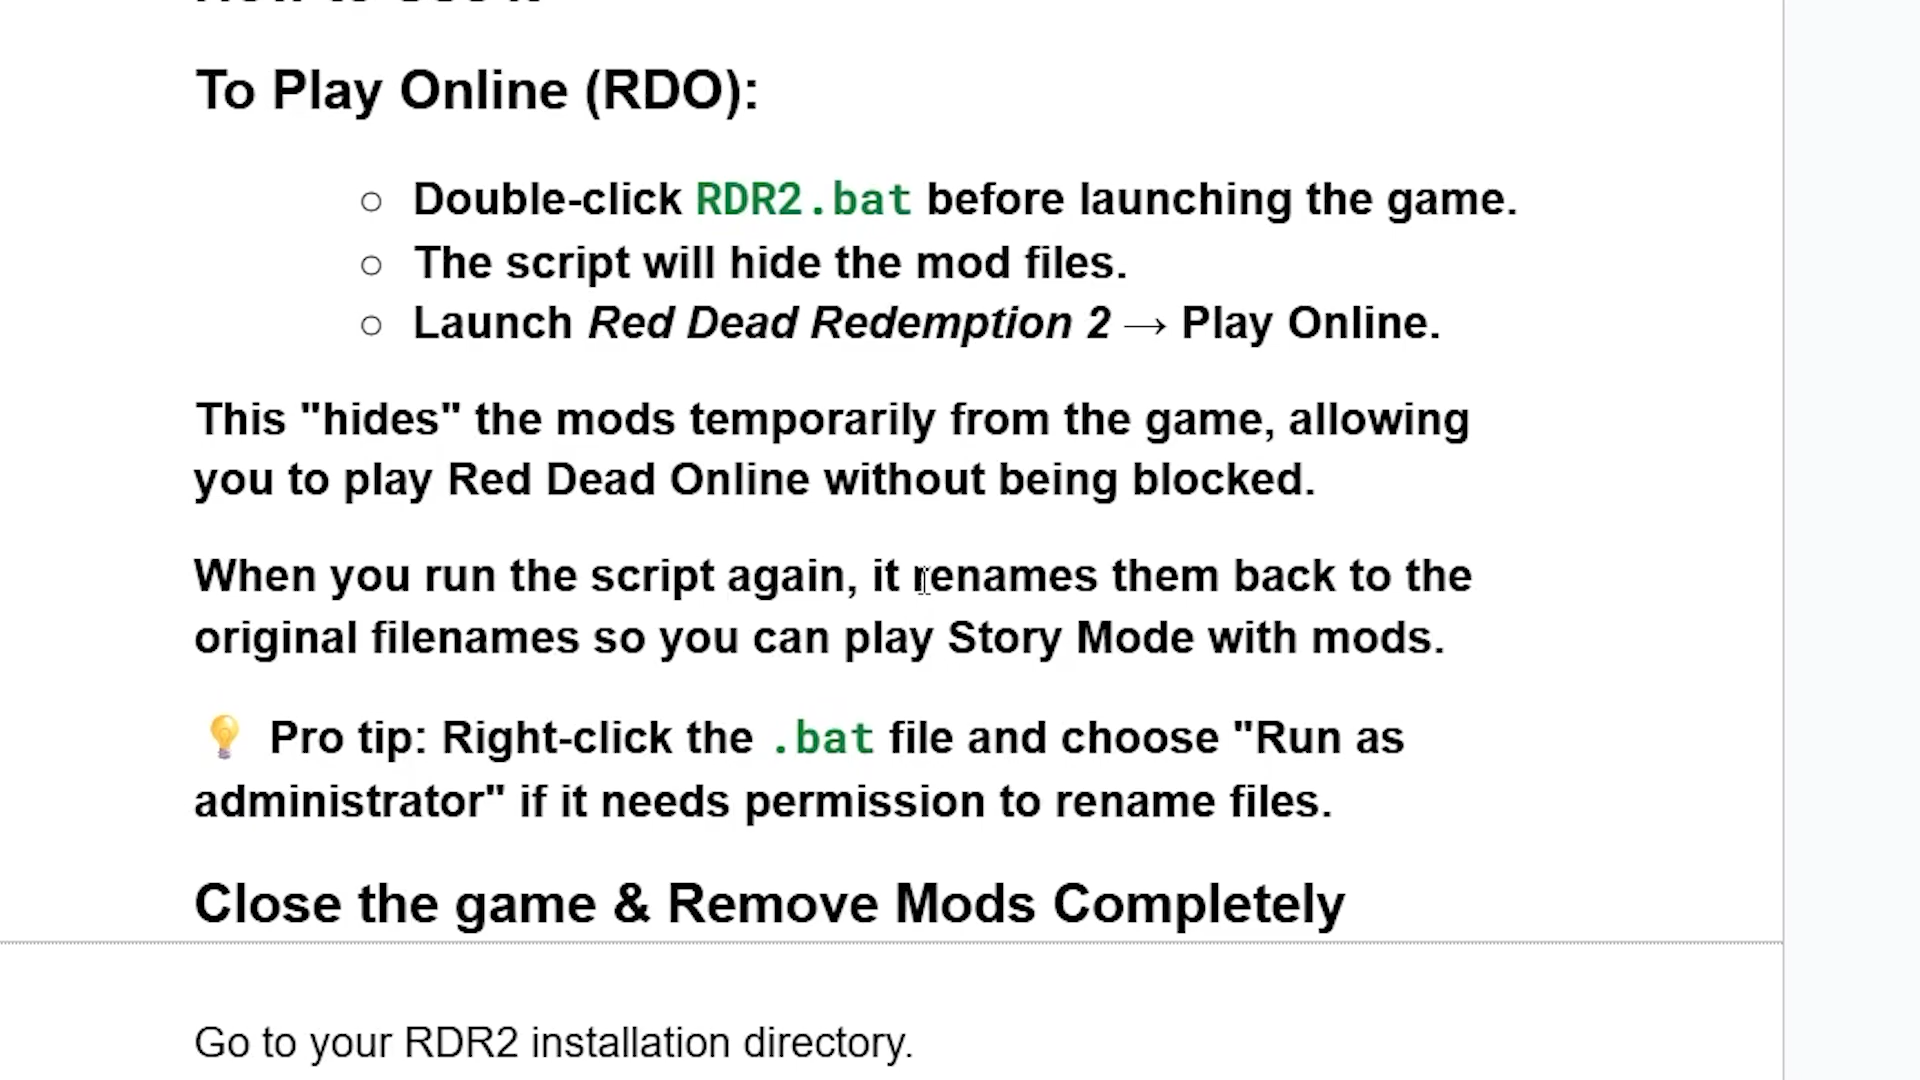 To Play Online (RDO):
○ Double-click RDR2.bat before launching the game.
○ The script will hide the mod files.
○ Launch Red Dead Redemption 2 → Play Online.
This "hides" the mods temporarily from the game, allowing
you to play Red Dead Online without being blocked.
When you run the script again, it renames them back to the
original filenames so you can play Story Mode with mods.
💡 Pro tip: Right-click the .bat file and choose "Run as
administrator" if it needs permission to rename files.
Close the game & Remove Mods Completely
Go to your RDR2 installation directory.